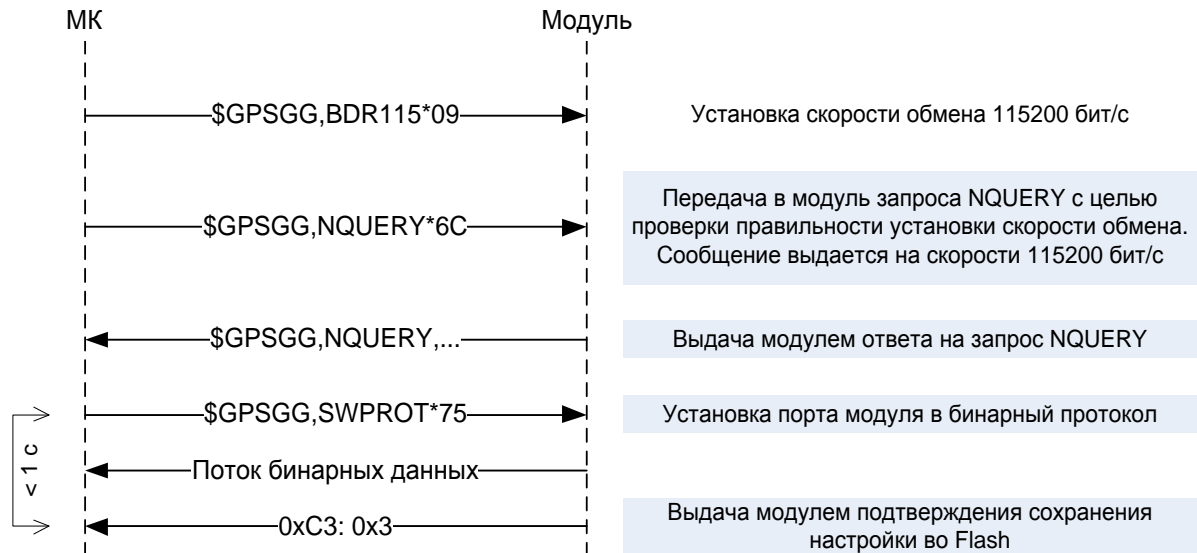 МК
Модуль
$GPSGG,BDR115*09
Установка скорости обмена 115200 бит/с
$GPSGG,NQUERY*6C
Передача в модуль запроса NQUERY с целью
проверки правильности установки скорости обмена.
Сообщение выдается на скорости 115200 бит/с
$GPSGG,NQUERY,...
Выдача модулем ответа на запрос NQUERY
$GPSGG,SWPROT*75
Установка порта модуля в бинарный протокол
< 1 с
Поток бинарных данных
0xC3: 0x3
Выдача модулем подтверждения сохранения
настройки во Flash